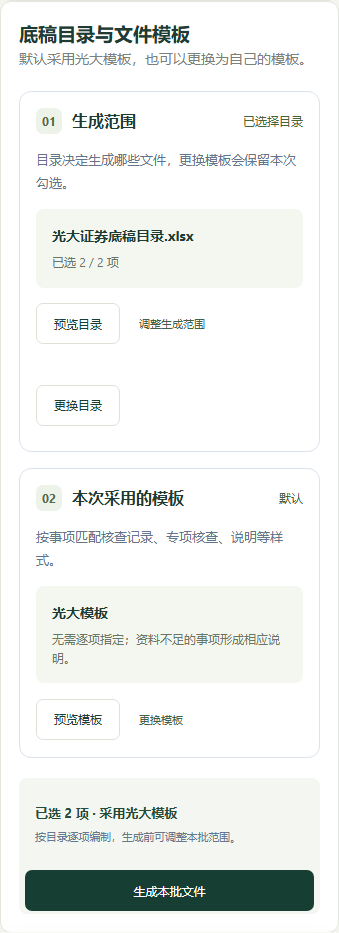 底稿目录与文件模板
默认采用光大模板，也可以更换为自己的模板。
01 生成范围 已选择目录
目录决定生成哪些文件，更换模板会保留本次
勾选。
光大证券底稿目录.xlsx
已选 2 / 2 项
预览目录 调整生成范围
更换目录
02 本次采用的模板 默认
按事项匹配核查记录、专项核查、说明等样
式。
光大模板
无需逐项指定；资料不足的事项形成相应说
明。
预览模板 更换模板
已选 2 项 · 采用光大模板
按目录逐项编制，生成前可调整本批范围。
生成本批文件